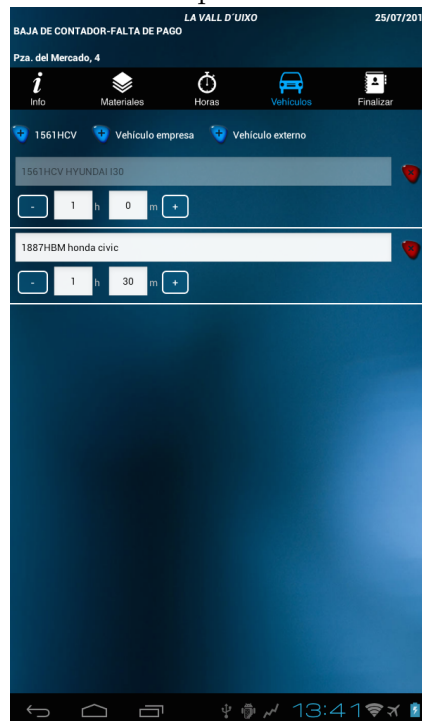 LA VALL D´UIXO 25/07/201
BAJA DE CONTADOR-FALTA DE PAGO
Pza. del Mercado, 4
Info Materiales Horas Vehículos Finalizar
1561HCV Vehículo empresa Vehículo externo
1561HCV HYUNDAI I30
- 1 h 0 m +
1887HBM honda civic
- 1 h 30 m +
13:41